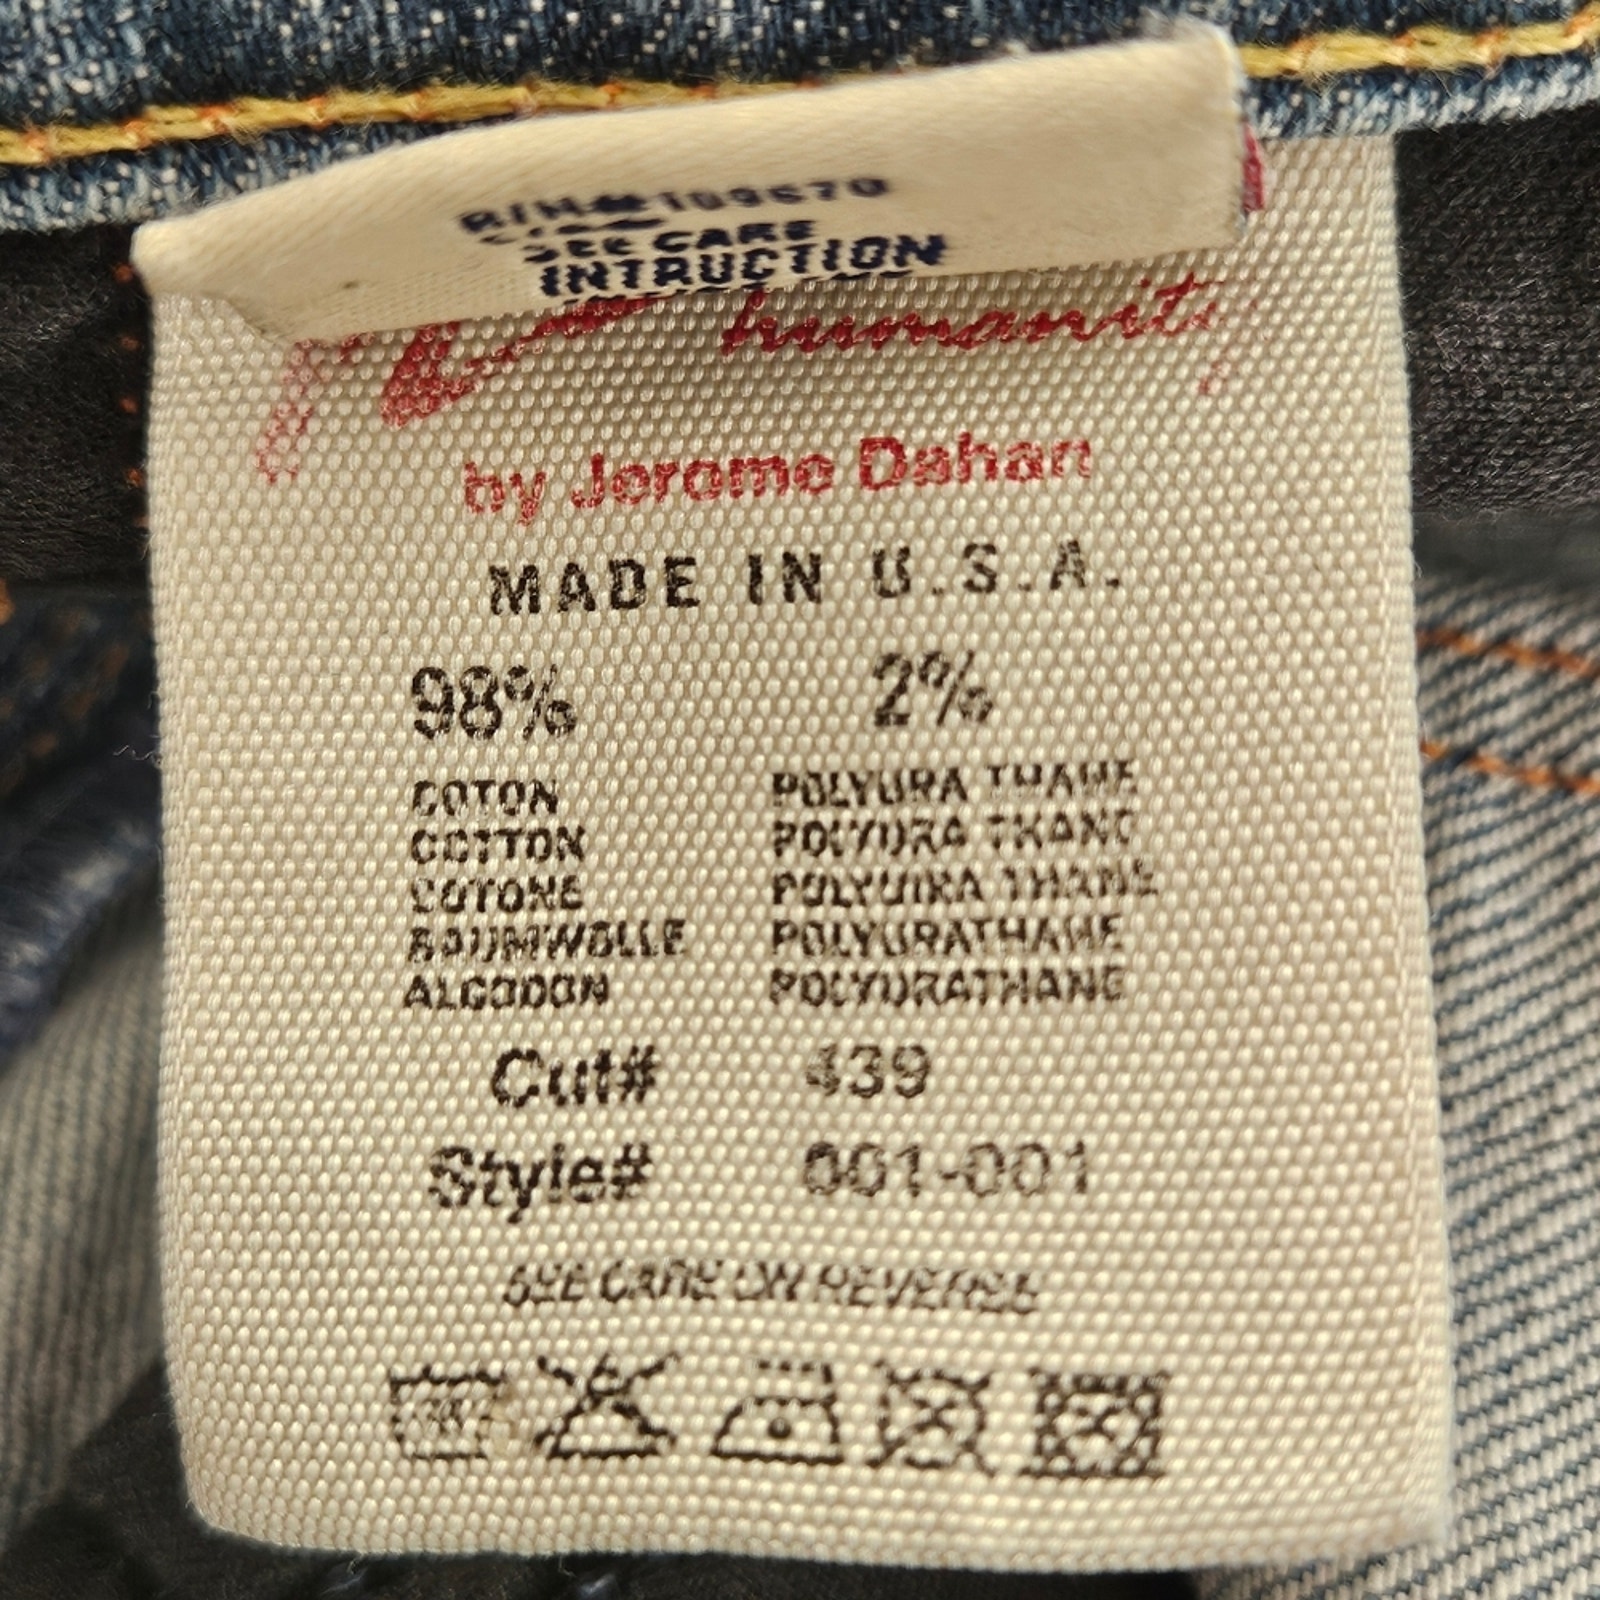 SEE CARE
INTRUCTION
humanity
by Jerome Dahan
MADE IN U.S.A.
98% 2%
COTON POLYURA THANE
COTTON POLYURA THANE
COTONE POLYUIRA THANE
BAUMWOLLE POLYURATHANE
ALGODON POLYURATHANE
Cut# 439
Style# 001-001
SEE CARE ON REVERSE